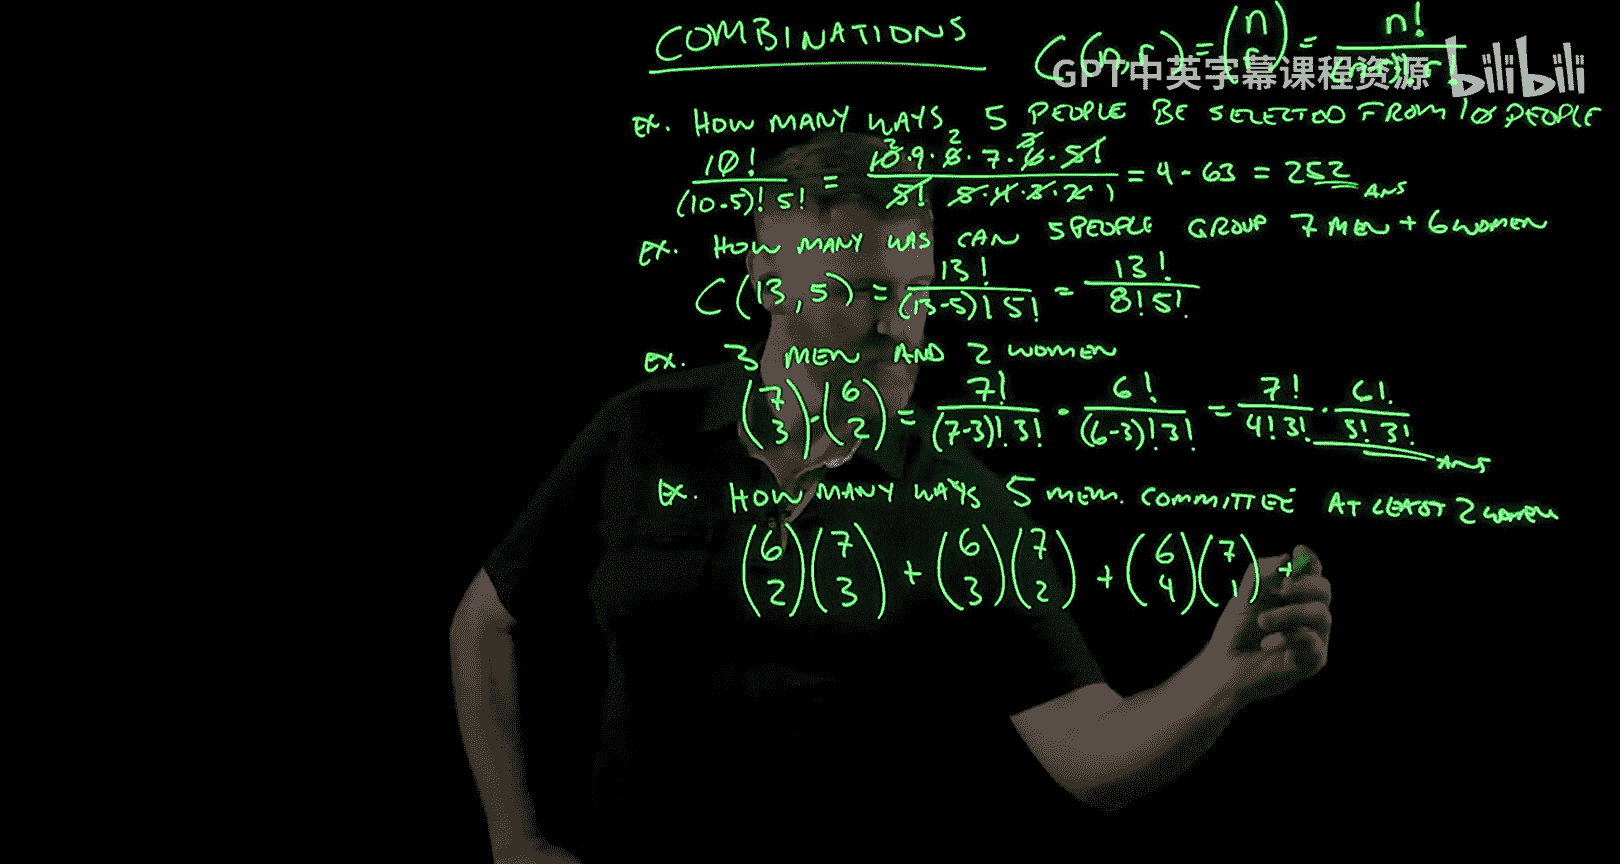 COMBINATIONS C(n,r) = (n r) = n! / (n-r)! r!
GPT中英字幕课程资源 bilibili
EX. HOW MANY WAYS 5 PEOPLE BE SELECTED FROM 10 PEOPLE
10! / (10-5)! 5! = 10·9·8·7·6·5! / 5! 5·4·3·2·1 = 4·63 = 252 ANS
EX. HOW MANY WAS CAN 5 PEOPLE GROUP 7 MEN + 6 WOMEN
C(13,5) = 13! / (13-5)! 5! = 13! / 8! 5!
EX. 3 MEN AND 2 WOMEN
(7 3)·(6 2) = 7! / (7-3)! 3! · 6! / (6-3)! 3! = 7! / 4! 3! · 6! / 3! 3! ANS
EX. HOW MANY WAYS 5 MEM. COMMITTEE AT LEAST 2 WOMEN
(6 2)(7 3) + (6 3)(7 2) + (6 4)(7 1) +